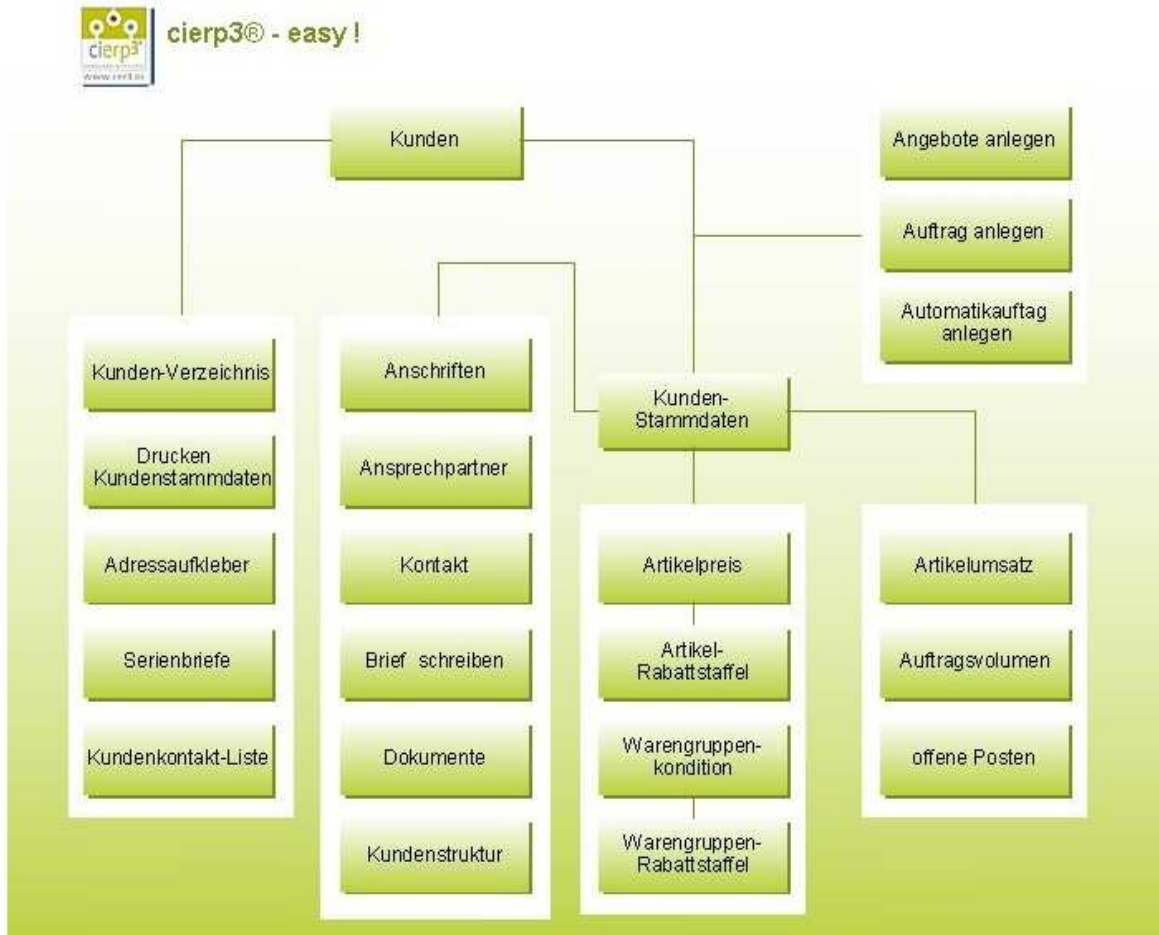 cierp3®
cierp3® - easy !
Kunden
Angebote anlegen
Auftrag anlegen
Automatikauftag
anlegen
Kunden-Verzeichnis
Drucken
Kundenstammdaten
Adressaufkleber
Serienbriefe
Kundenkontakt-Liste
Anschriften
Ansprechpartner
Kontakt
Brief schreiben
Dokumente
Kundenstruktur
Kunden-
Stammdaten
Artikelpreis
Artikel-
Rabattstaffel
Warengruppen-
kondition
Warengruppen-
Rabattstaffel
Artikelumsatz
Auftragsvolumen
offene Posten